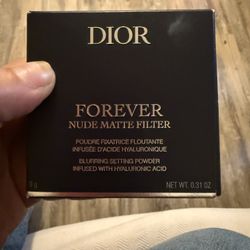 DIOR
FOREVER
NUDE MATTE FILTER
POUDRE FIXATRICE FLOUTANTE
INFUSÉE D'ACIDE HYALURONIQUE
BLURRING SETTING POWDER
INFUSED WITH HYALURONIC ACID
9 g NET WT. 0.31 OZ